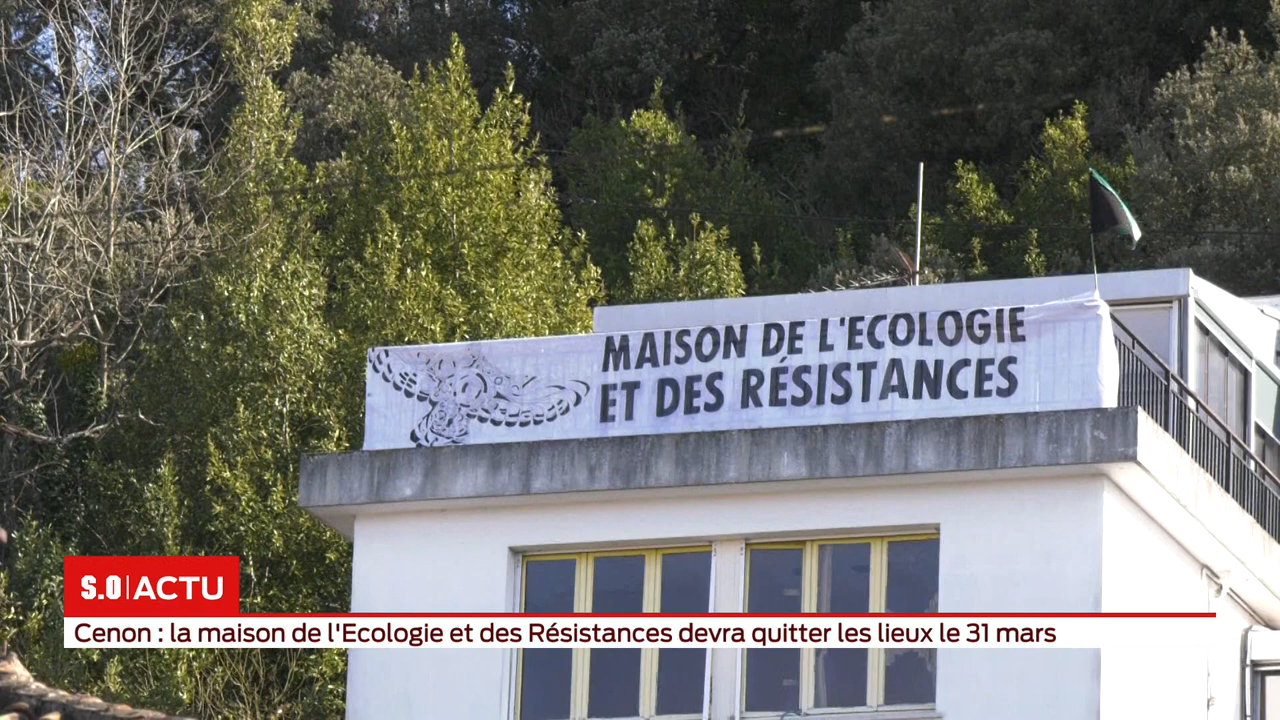 MAISON DE L'ECOLOGIE
ET DES RÉSISTANCES
S.O ACTU
Cenon : la maison de l'Ecologie et des Résistances devra quitter les lieux le 31 mars